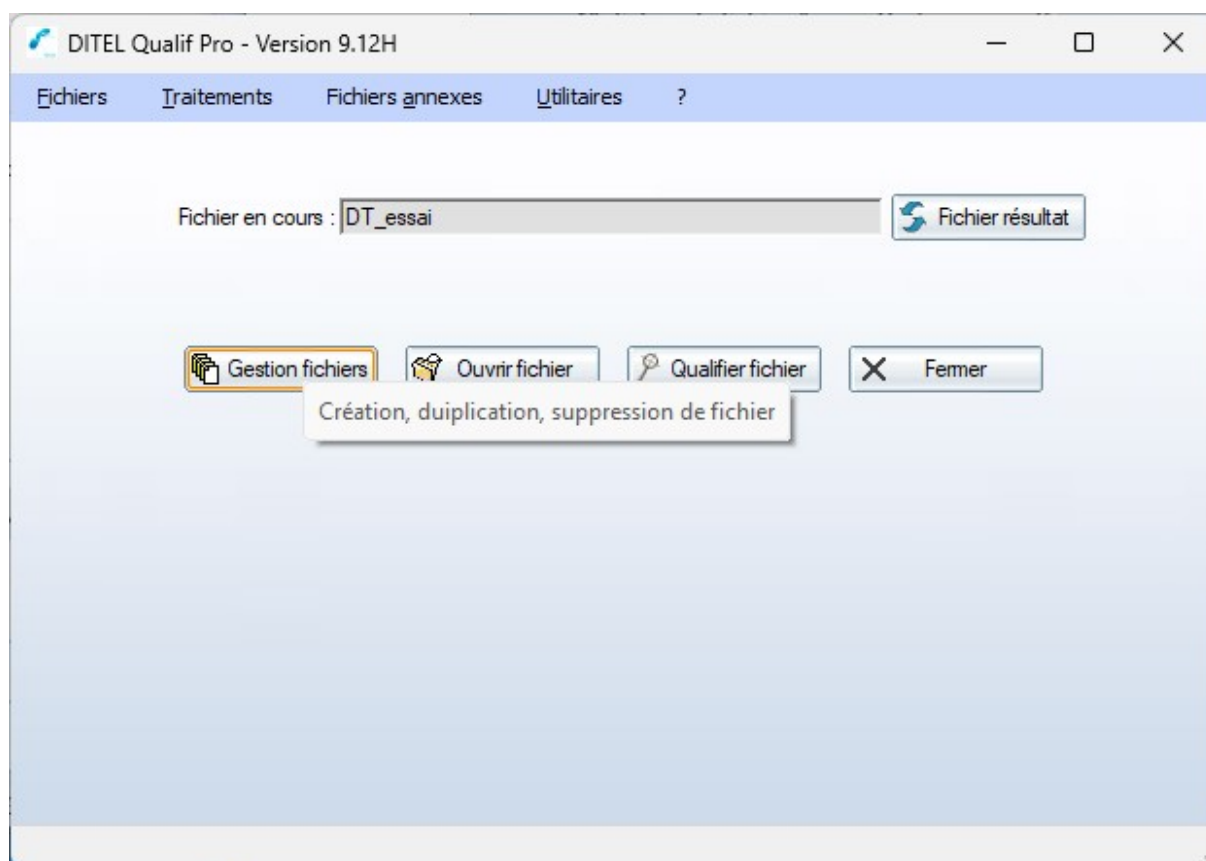 DITEL Qualif Pro - Version 9.12H
Fichiers Traitements Fichiers annexes Utilitaires ?
Fichier en cours : DT_essai Fichier résultat
Gestion fichiers Ouvrir fichier Qualifier fichier Fermer
Création, duiplication, suppression de fichier